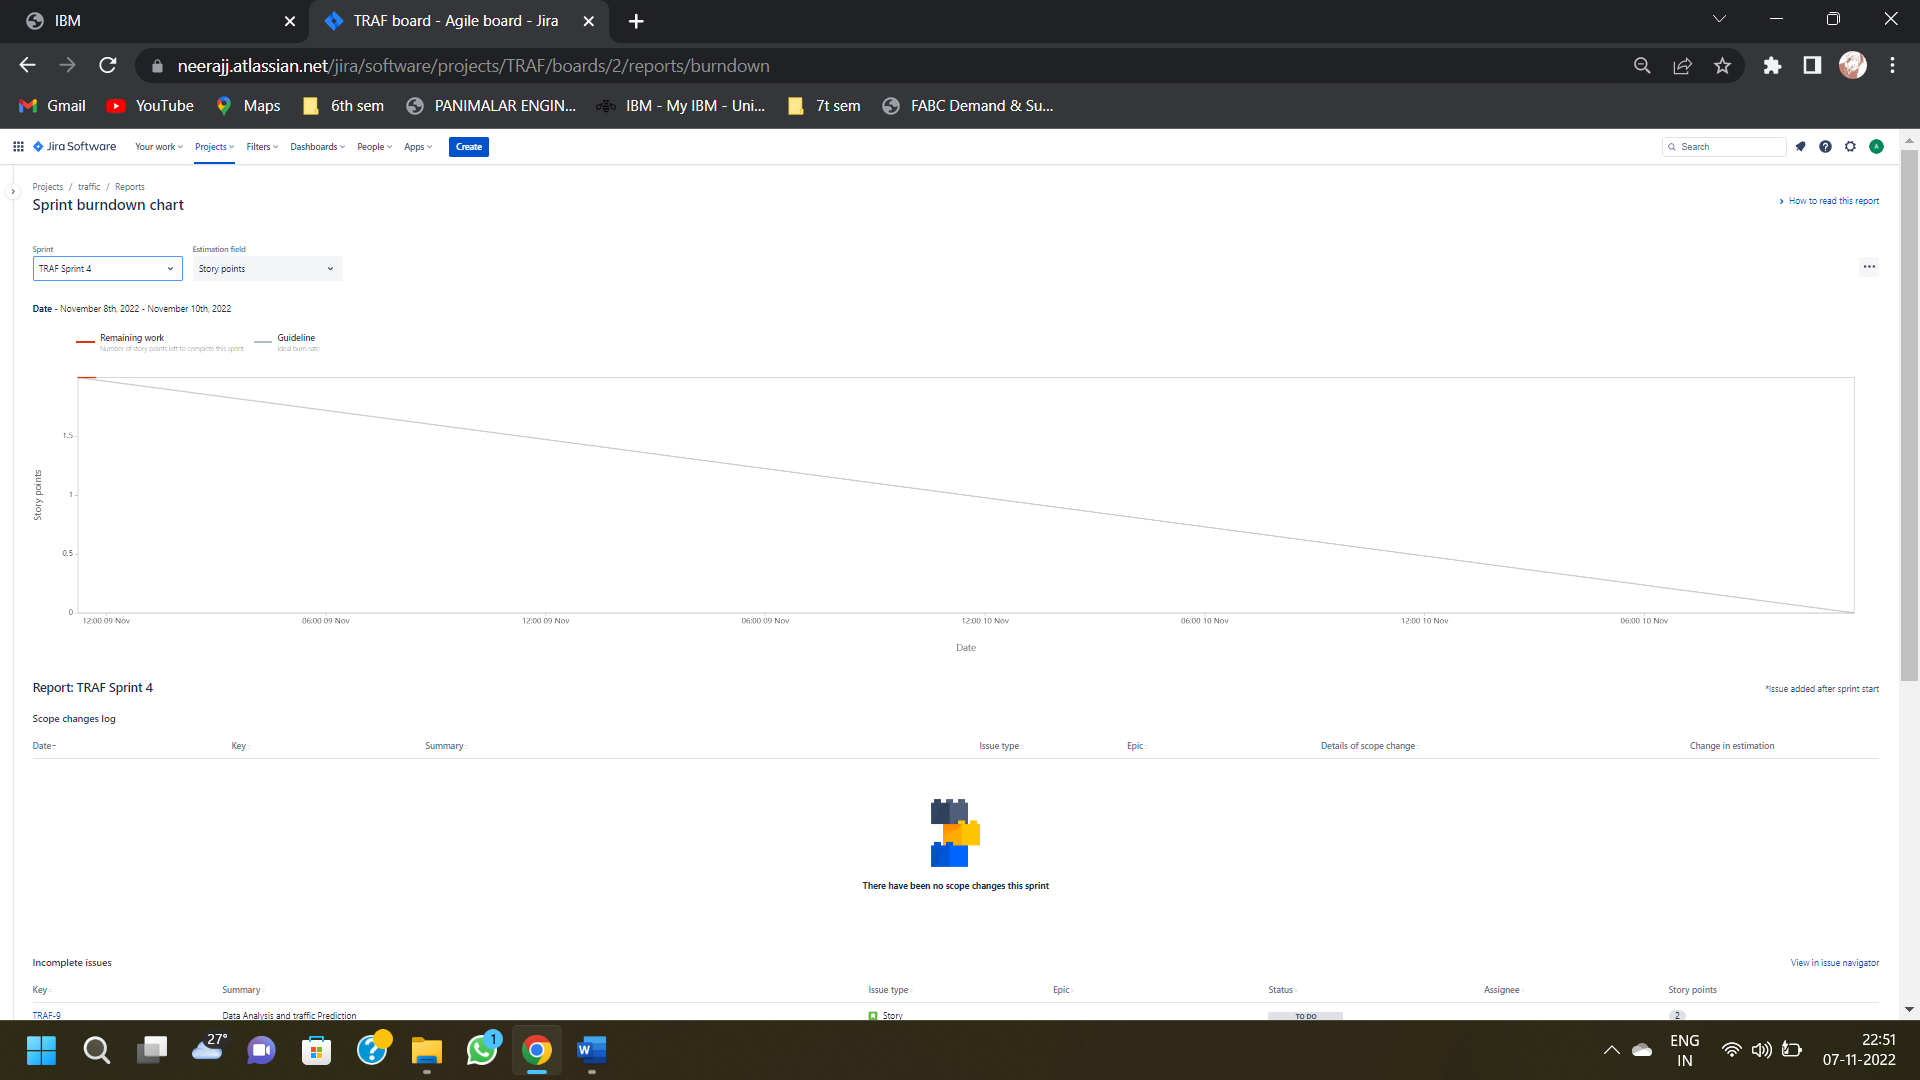 IBM
TRAF board - Agile board - Jira
neerajj.atlassian.net/jira/software/projects/TRAF/boards/2/reports/burndown
Gmail YouTube Maps 6th sem PANIMALAR ENGIN... IBM - My IBM - Uni... 7t sem FABC Demand & Su...
Jira Software Your work Projects Filters Dashboards People Apps Create Search
Projects / traffic / Reports
Sprint burndown chart
How to read this report
Sprint Estimation field
TRAF Sprint 4 Story points
Date - November 8th, 2022 - November 10th, 2022
Remaining work Guideline
Number of story points left to complete this sprint Ideal burn rate
1.5
1
0.5
0
Story points
12:00 09 Nov 06:00 09 Nov 12:00 09 Nov 06:00 09 Nov 12:00 10 Nov 06:00 10 Nov 12:00 10 Nov 06:00 10 Nov
Date
Report: TRAF Sprint 4
*Issue added after sprint start
Scope changes log
Date Key Summary Issue type Epic Details of scope change Change in estimation
There have been no scope changes this sprint
Incomplete issues View in issue navigator
Key Summary Issue type Epic Status Assignee Story points
TRAF-9 Data Analysis and traffic Prediction Story TO DO 2
27° 1 ENG 22:51
IN 07-11-2022